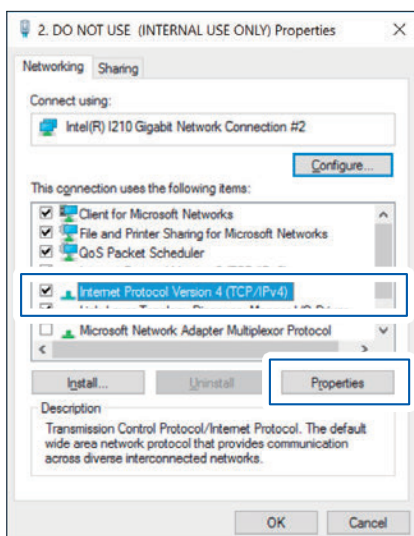 2. DO NOT USE (INTERNAL USE ONLY) Properties
Networking Sharing
Connect using:
Intel(R) I210 Gigabit Network Connection #2
Configure...
This connection uses the following items:
Client for Microsoft Networks
File and Printer Sharing for Microsoft Networks
QoS Packet Scheduler
Internet Protocol Version 4 (TCP/IPv4)
Microsoft Network Adapter Multiplexor Protocol
Install... Uninstall Properties
Description
Transmission Control Protocol/Internet Protocol. The default
wide area network protocol that provides communication
across diverse interconnected networks.
OK Cancel